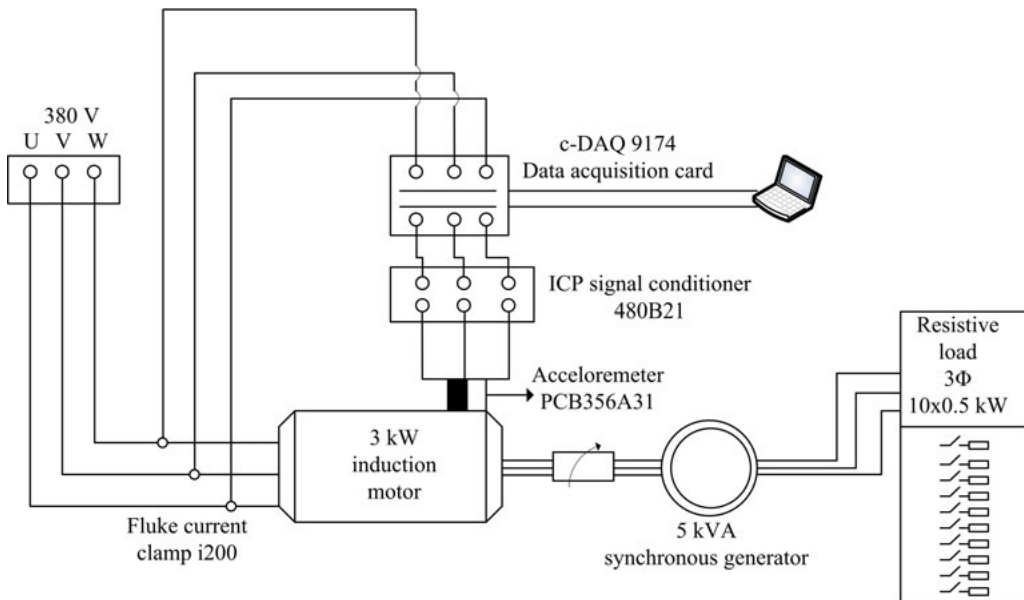 380 V
U V W
c-DAQ 9174
Data acquisition card
ICP signal conditioner
480B21
Acceloremeter
PCB356A31
Resistive
load
3Φ
10x0.5 kW
3 kW
induction
motor
Fluke current
clamp i200
5 kVA
synchronous generator